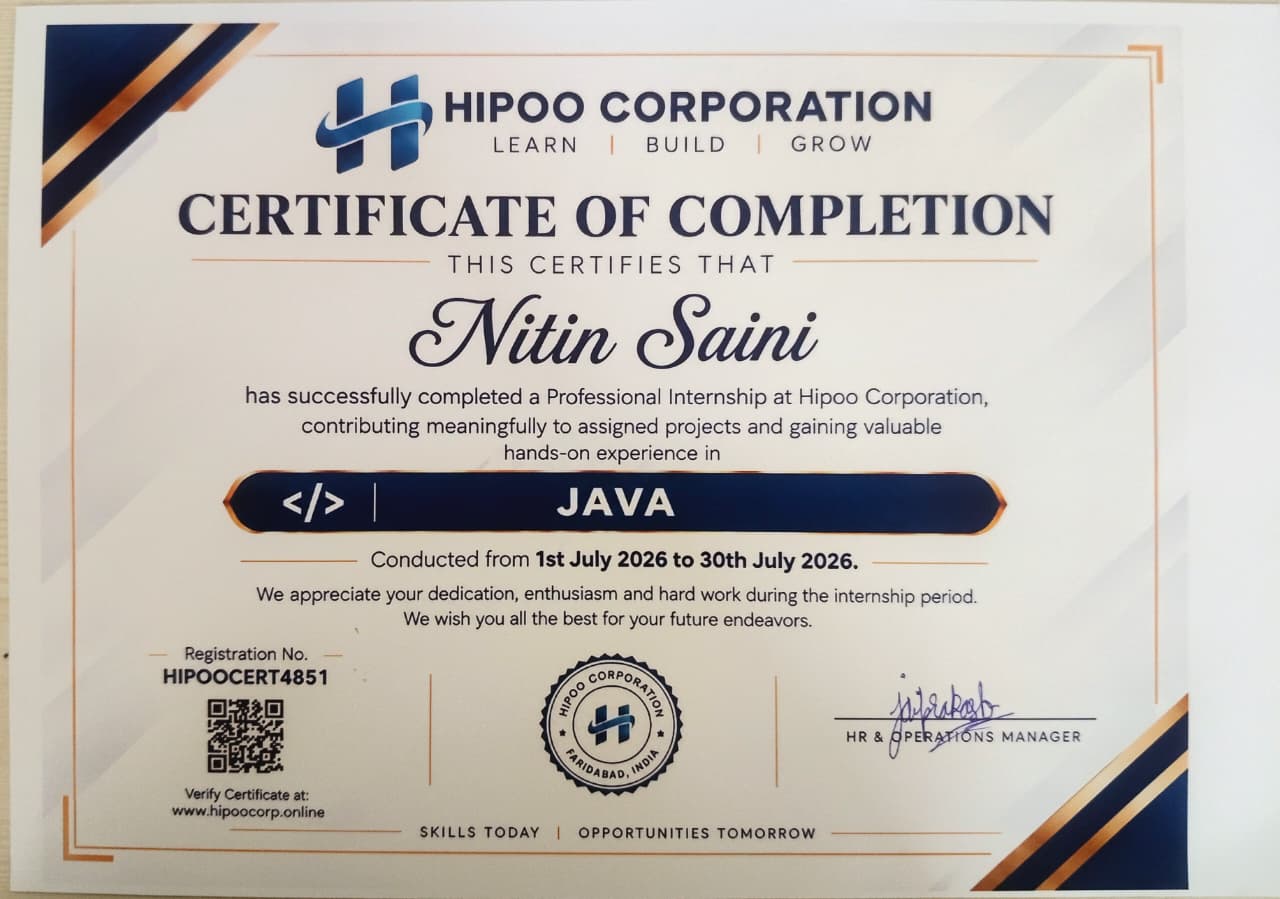 HIPOO CORPORATION
LEARN | BUILD | GROW
CERTIFICATE OF COMPLETION
THIS CERTIFIES THAT
Nitin Saini
has successfully completed a Professional Internship at Hipoo Corporation,
contributing meaningfully to assigned projects and gaining valuable
hands-on experience in
</> | JAVA
Conducted from 1st July 2026 to 30th July 2026.
We appreciate your dedication, enthusiasm and hard work during the internship period.
We wish you all the best for your future endeavors.
Registration No.
HIPOOCERT4851
Verify Certificate at:
www.hipoocorp.online
HIPOO CORPORATION
FARIDABAD, INDIA
HR & OPERATIONS MANAGER
SKILLS TODAY | OPPORTUNITIES TOMORROW